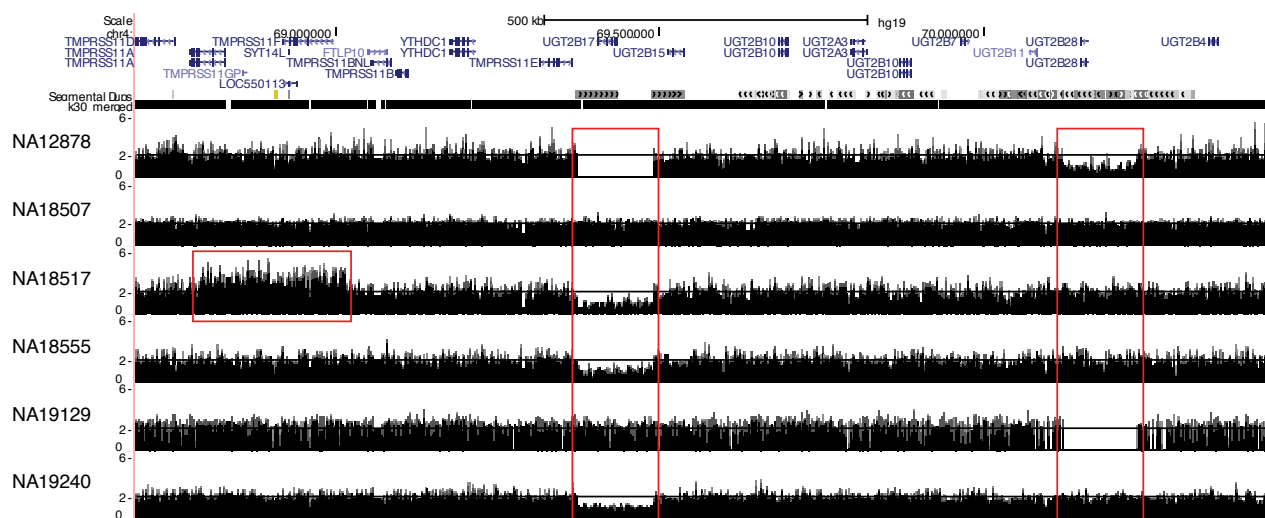 Scale 500 kb hg19
chr4: 69,000,000 69,500,000 70,000,000
TMPRSS11D TMPRSS11F YTHDC1 UGT2B17 UGT2B10 UGT2A3 UGT2B7 UGT2B28 UGT2B4
TMPRSS11A SYT14L FTLP10 YTHDC1 UGT2B15 UGT2B10 UGT2A3 UGT2B11
TMPRSS11A TMPRSS11BNL TMPRSS11E UGT2B10 UGT2B28
TMPRSS11GP TMPRSS11B UGT2B10
LOC550113
Segmental Dups
k30 merged
6
NA12878
2
0
6
NA18507
2
0
6
NA18517
2
0
6
NA18555
2
0
6
NA19129
2
0
6
NA19240
2
0